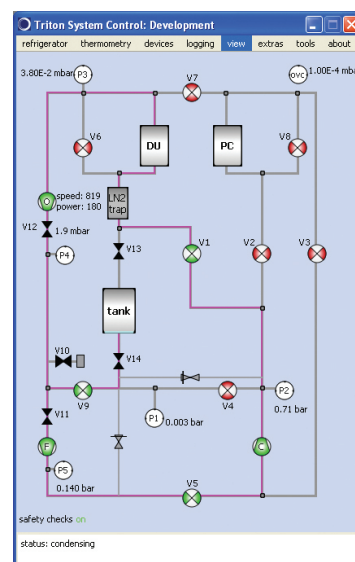 Triton System Control: Development
refrigerator thermometry devices logging view extras tools about
3.80E-2 mbar P3 V7 ovc 1.00E-4 mbar
V6 DU PC V8
speed: 819
power: 180
LN2
trap
V12 1.9 mbar V13 V1 V2 V3
P4
tank
V10 V14
V9 V4 P2
V11 P1 0.003 bar 0.71 bar
F C
P5
0.140 bar V5
safety checks on
status: condensing